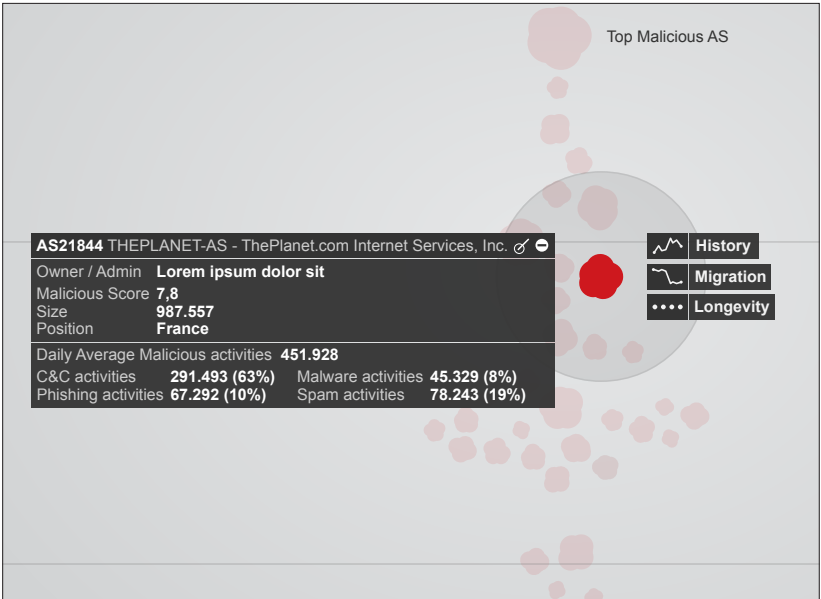 Top Malicious AS
AS21844 THEPLANET-AS - ThePlanet.com Internet Services, Inc.
Owner / Admin Lorem ipsum dolor sit
Malicious Score 7,8
Size 987.557
Position France
Daily Average Malicious activities 451.928
C&C activities 291.493 (63%) Malware activities 45.329 (8%)
Phishing activities 67.292 (10%) Spam activities 78.243 (19%)
History
Migration
Longevity